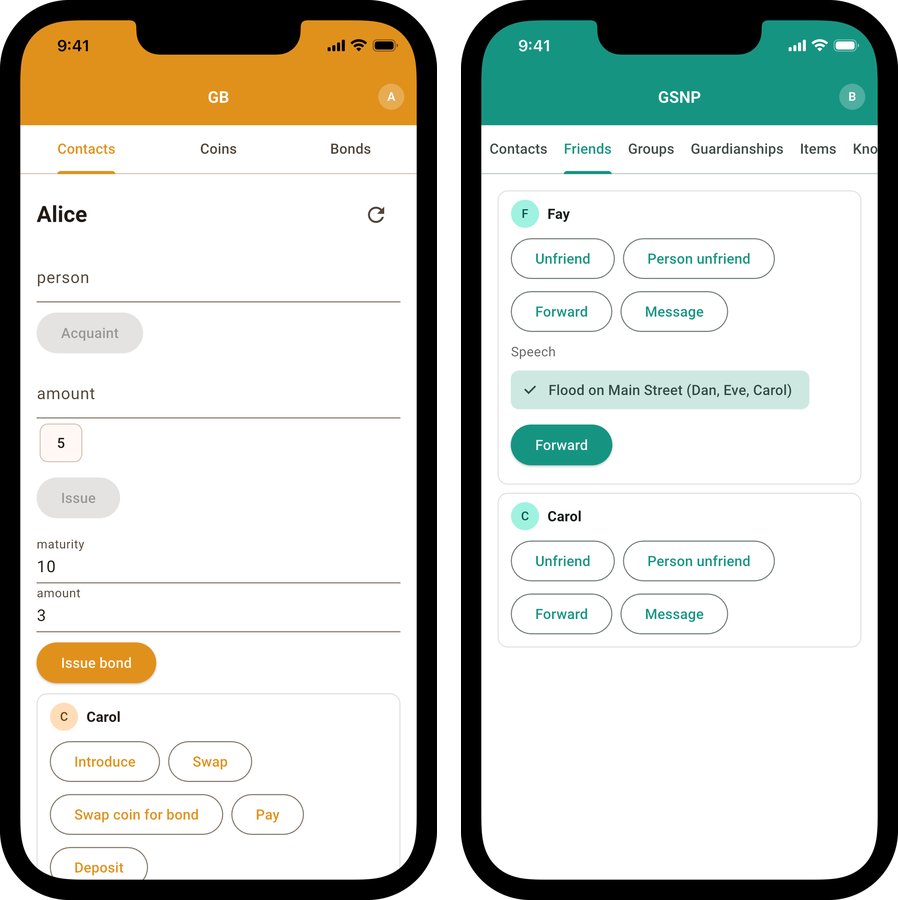 9:41
GB
A
Contacts Coins Bonds
Alice
person
Acquaint
amount
5
Issue
maturity
10
amount
3
Issue bond
C Carol
Introduce Swap
Swap coin for bond Pay
Deposit
9:41
GSNP
B
Contacts Friends Groups Guardianships Items Kno
F Fay
Unfriend Person unfriend
Forward Message
Speech
Flood on Main Street (Dan, Eve, Carol)
Forward
C Carol
Unfriend Person unfriend
Forward Message